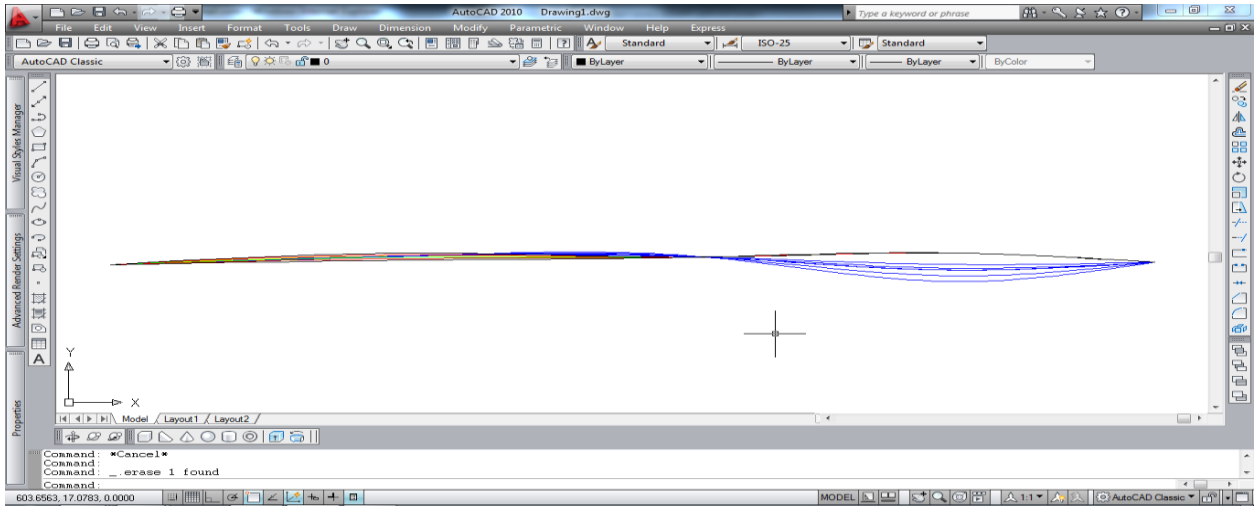 AutoCAD 2010 Drawing1.dwg Type a keyword or phrase
File Edit View Insert Format Tools Draw Dimension Modify Parametric Window Help Express
Standard ISO-25 Standard
AutoCAD Classic 0 ByLayer ByLayer ByLayer ByColor
Visual Styles Manager
Advanced Render Settings
Properties
A
Y
X
Model Layout1 Layout2
Command: *Cancel*
Command:
Command: _.erase 1 found
Command:
603.6563, 17.0783, 0.0000 MODEL 1:1 AutoCAD Classic